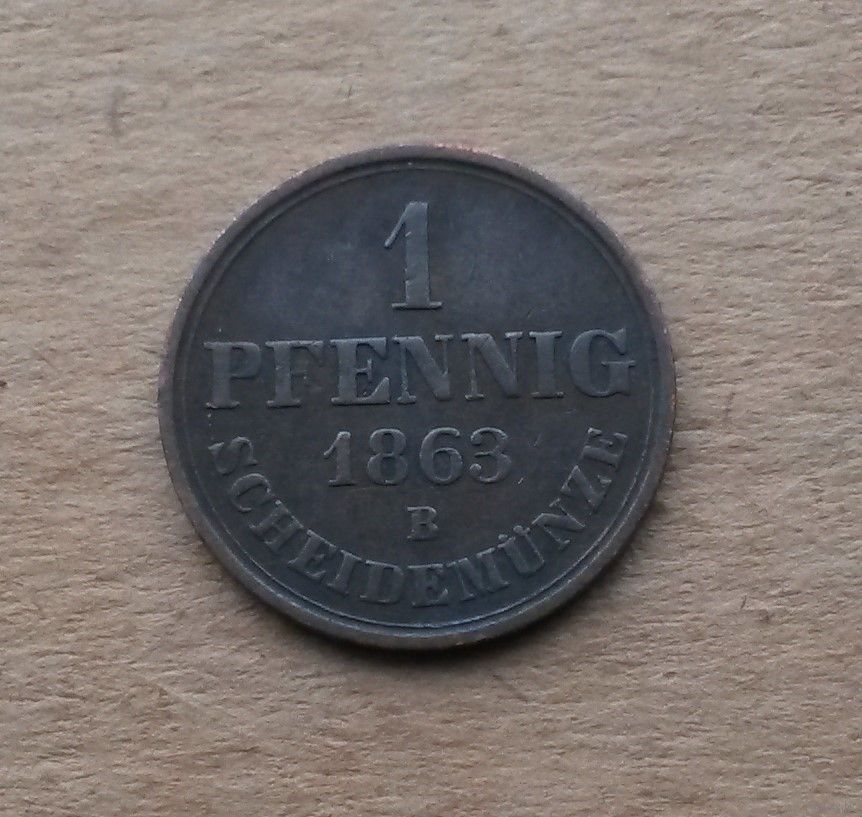 1
PFENNIG
1863
B
SCHEIDEMÜNZE